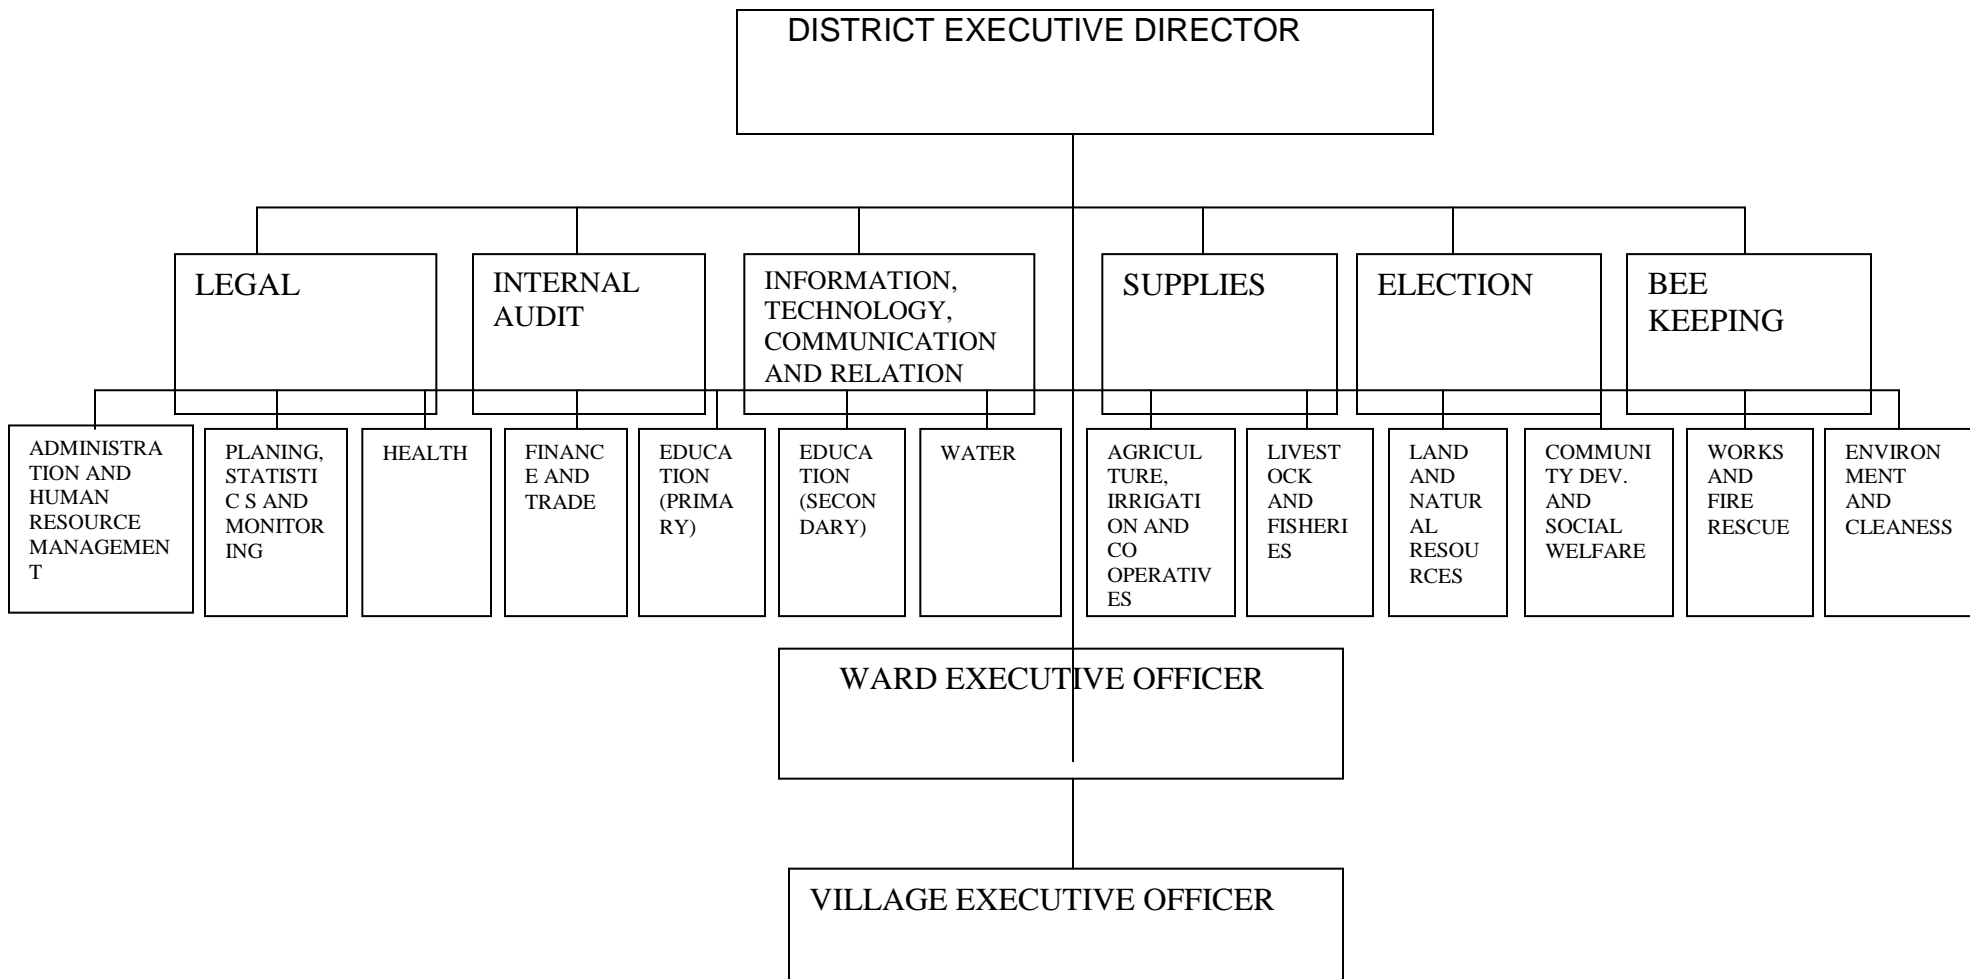 DISTRICT EXECUTIVE DIRECTOR
LEGAL
INTERNAL
AUDIT
INFORMATION,
TECHNOLOGY,
COMMUNICATION
AND RELATION
SUPPLIES
ELECTION
BEE
KEEPING
ADMINISTRA
TION AND
HUMAN
RESOURCE
MANAGEMEN
T
PLANING,
STATISTI
C S AND
MONITOR
ING
HEALTH
FINANC
E AND
TRADE
EDUCA
TION
(PRIMA
RY)
EDUCA
TION
(SECON
DARY)
WATER
AGRICUL
TURE,
IRRIGATI
ON AND
CO
OPERATIV
ES
LIVEST
OCK
AND
FISHERI
ES
LAND
AND
NATUR
AL
RESOU
RCES
COMMUNI
TY DEV.
AND
SOCIAL
WELFARE
WORKS
AND
FIRE
RESCUE
ENVIRON
MENT
AND
CLEANESS
WARD EXECUTIVE OFFICER
VILLAGE EXECUTIVE OFFICER